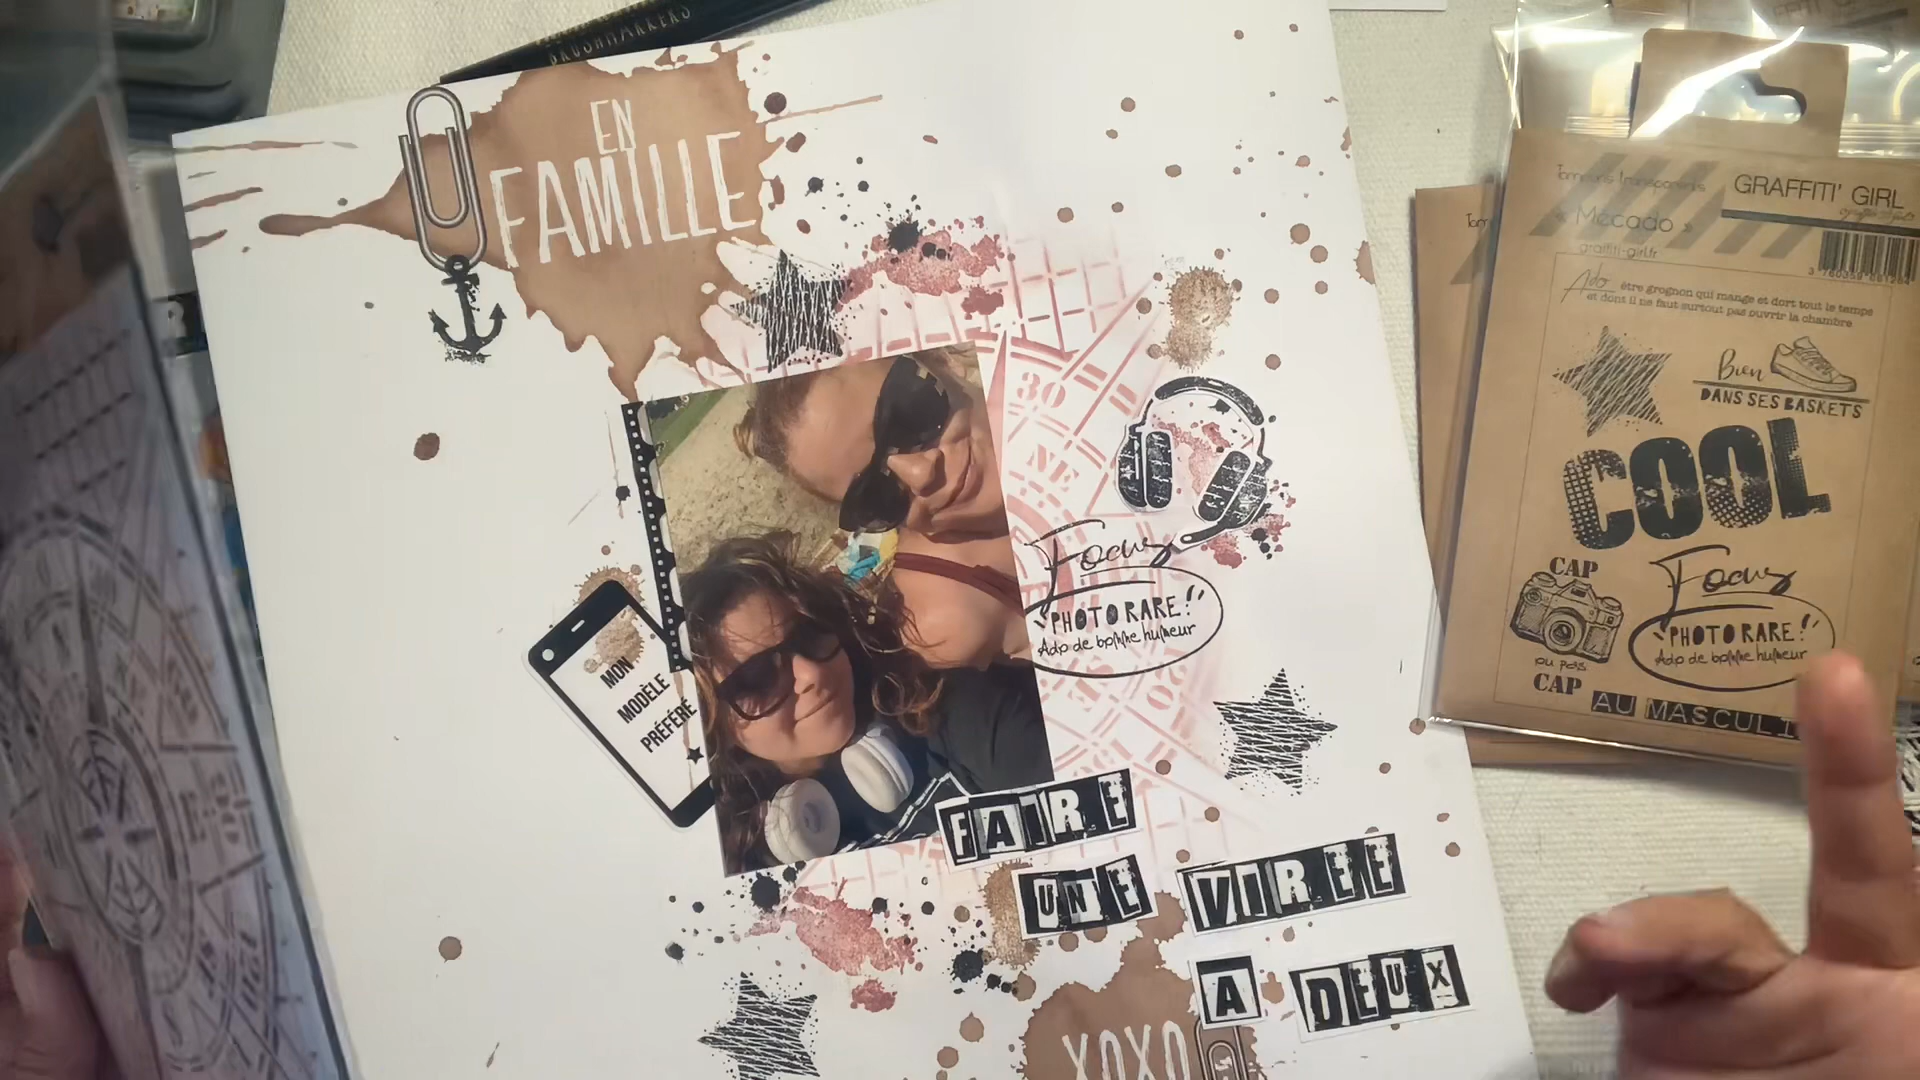 BRUSHMARKERS
EN
FAMILLE
30
NE
Focus
PHOTO RARE!
Ado de bonne humeur
MON
MODÈLE
PRÉFÉRÉ
FAIRE
UNE VIREE
A DEUX
XOXO
Tampons transparents
GRAFFITI' GIRL
« Mécado »
graffiti-girl.fr
Ado être grognon qui mange et dort tout le temps
et dont il ne faut surtout pas ouvrir la chambre
Bien
DANS SES BASKETS
COOL
CAP
ou pas
CAP
Focus
PHOTO RARE!
Ado de bonne humeur
AU MASCULI